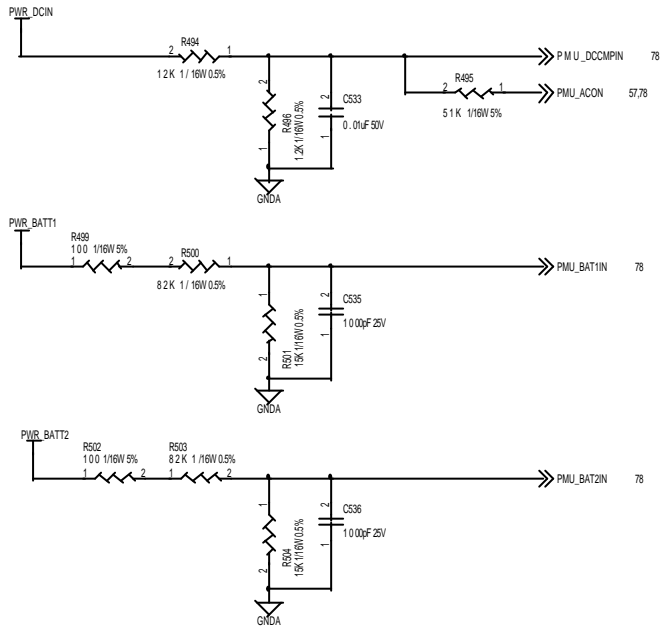 PWR_DCIN
R494
2 1
12K 1/16W 0.5%
PMU_DCCMPIN 78
R495
2 1
51K 1/16W 5%
PMU_ACON 57,78
2
R496
1.2K 1/16W 0.5%
1
2
C533
0.01uF 50V
1
GNDA
PWR_BATT1
R499
100 1/16W 5%
1 2
R500
2 1
82K 1/16W 0.5%
PMU_BAT1IN 78
1
R501
15K 1/16W 0.5%
2
2
C535
1000pF 25V
1
GNDA
PWR_BATT2
R502
100 1/16W 5%
1 2
R503
82K 1/16W 0.5%
1 2
PMU_BAT2IN 78
1
R504
15K 1/16W 0.5%
2
2
C536
1000pF 25V
1
GNDA